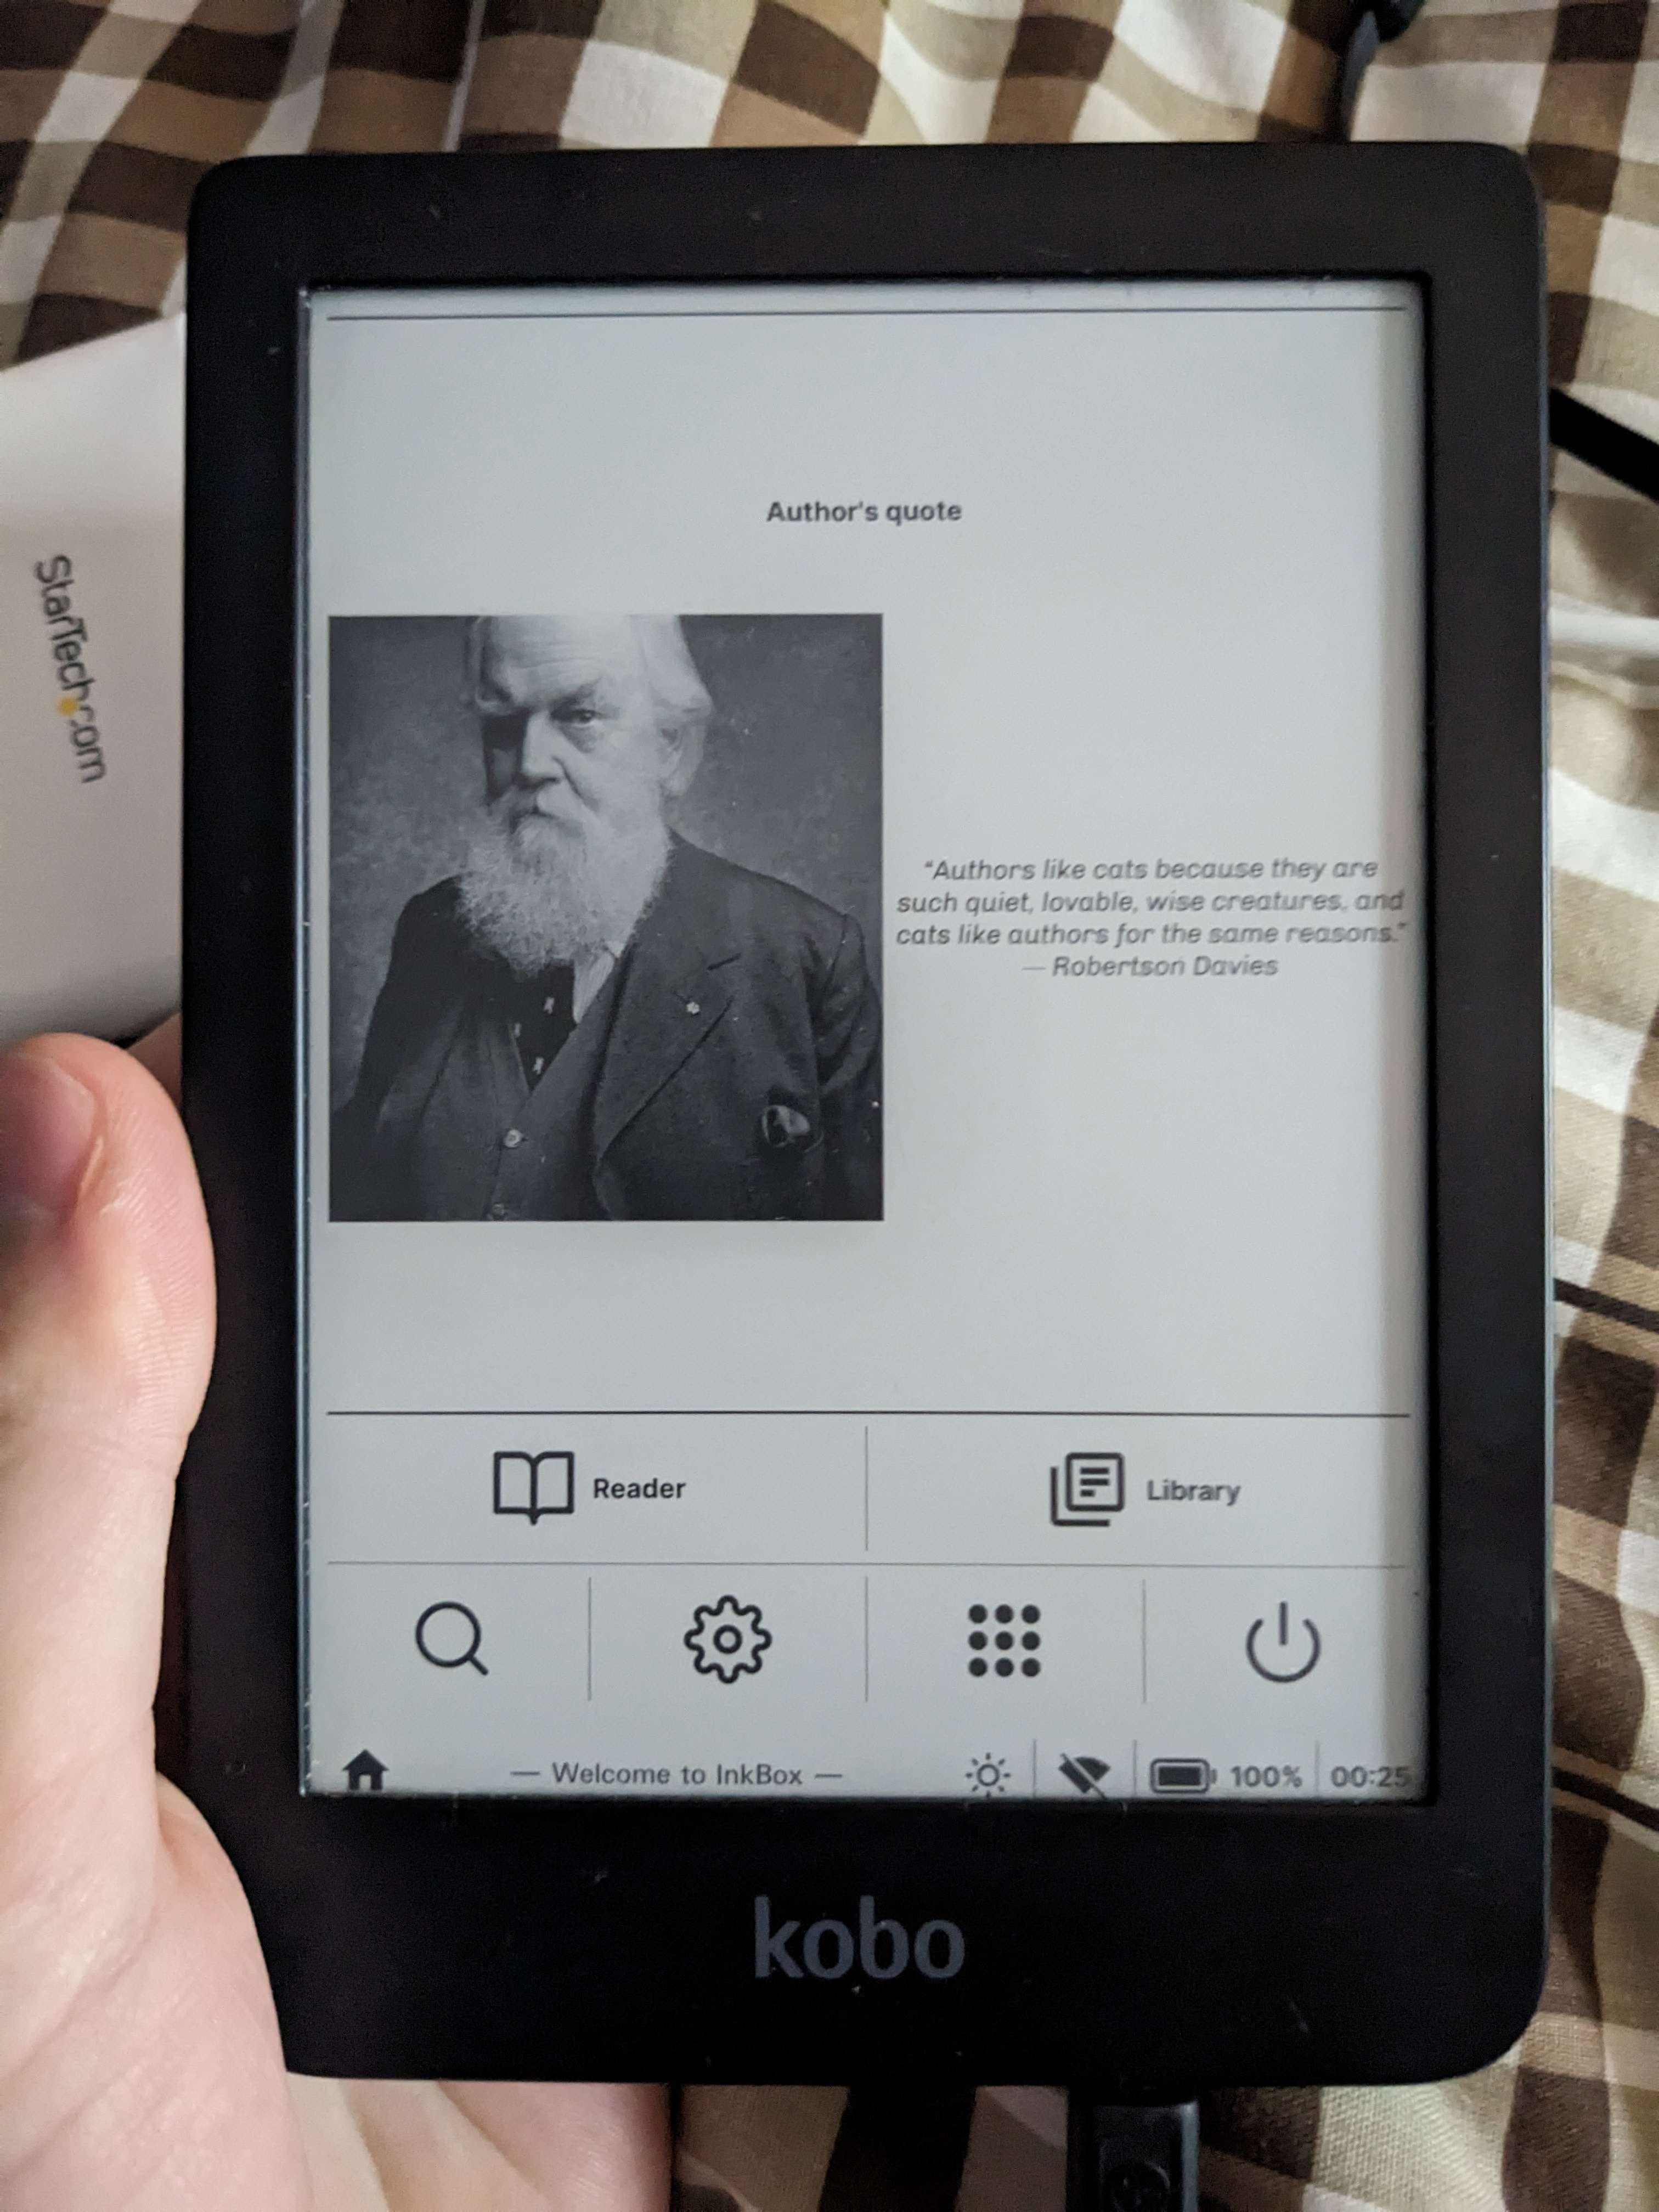 StarTech.com
Author's quote
“Authors like cats because they are
such quiet, lovable, wise creatures, and
cats like authors for the same reasons.”
— Robertson Davies
Reader
Library
— Welcome to InkBox —
100%
00:25
kobo